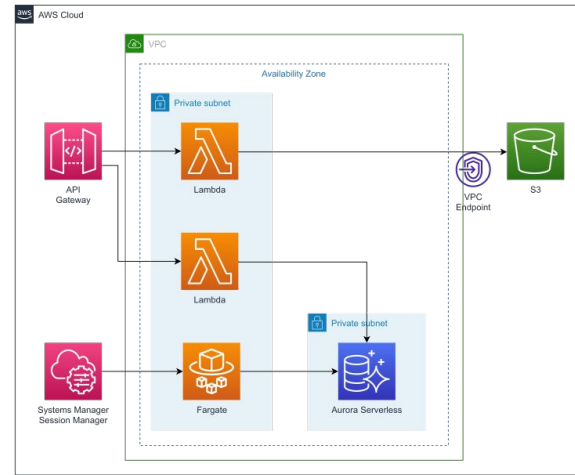 aws
AWS Cloud
VPC
Availability Zone
Private subnet
</>
API
Gateway
Lambda
VPC
Endpoint
S3
Lambda
Private subnet
Systems Manager
Session Manager
Fargate
Aurora Serverless